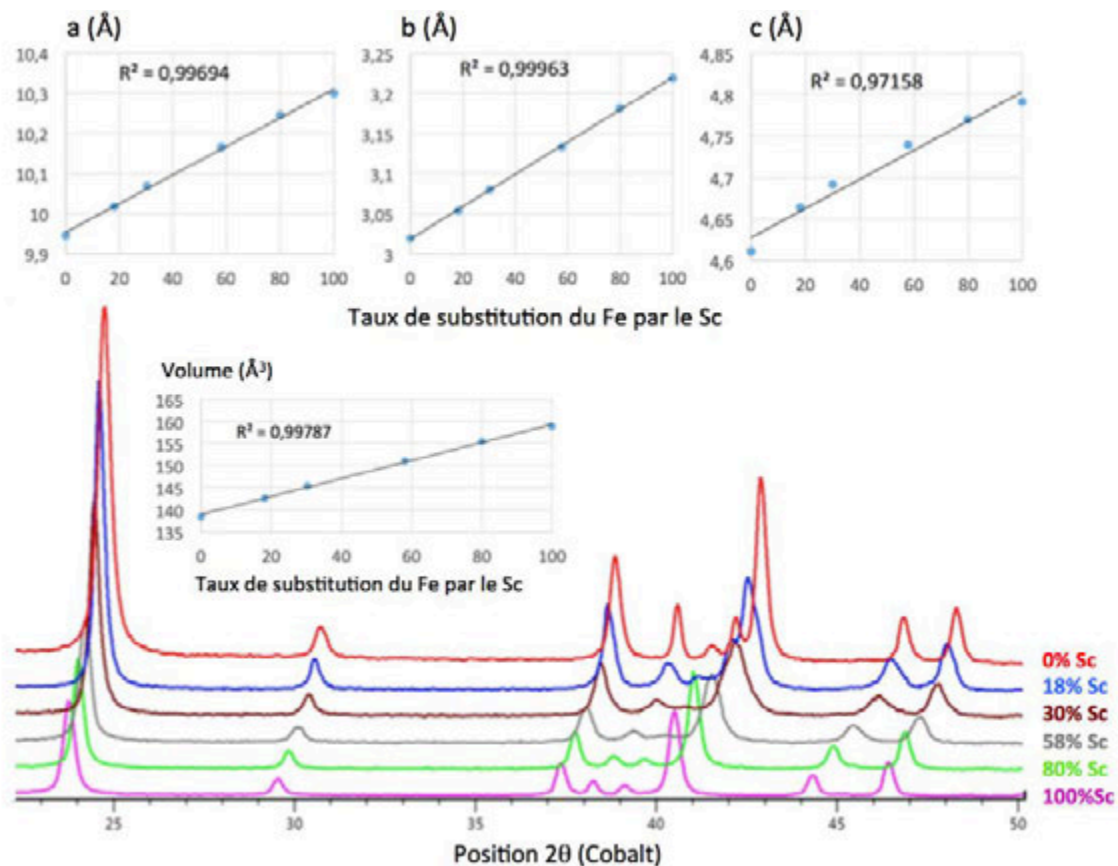 a (Å)
b (Å)
c (Å)
10,4
10,3
10,2
10,1
10
9,9
R² = 0,99694
0 20 40 60 80 100
3,25
3,2
3,15
3,1
3,05
3
R² = 0,99963
0 20 40 60 80 100
4,85
4,8
4,75
4,7
4,65
4,6
R² = 0,97158
0 20 40 60 80 100
Taux de substitution du Fe par le Sc
Volume (Å³)
165
160
155
150
145
140
135
R² = 0,99787
0 20 40 60 80 100
Taux de substitution du Fe par le Sc
0% Sc
18% Sc
30% Sc
58% Sc
80% Sc
100%Sc
25 30 35 40 45 50
Position 2θ (Cobalt)